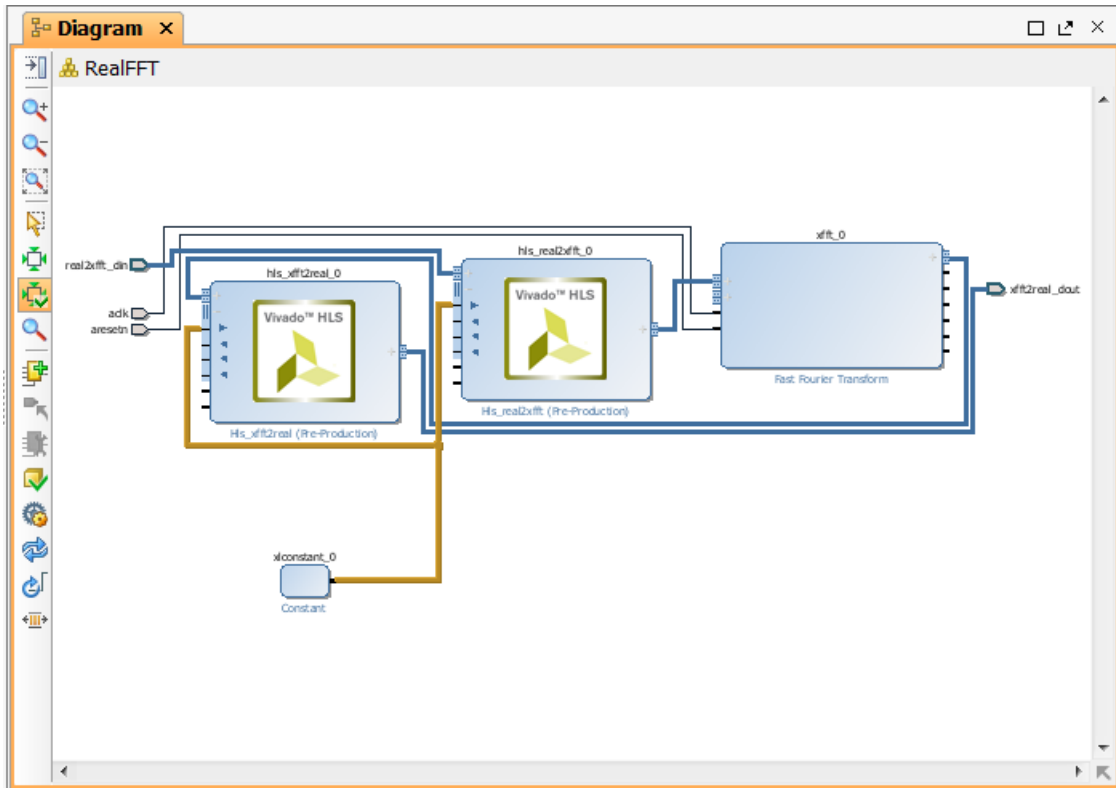 Diagram
RealFFT
real2xfft_din
aclk
aresetn
hls_xfft2real_0
Vivado™ HLS
Hls_xfft2real (Pre-Production)
hls_real2xfft_0
Vivado™ HLS
Hls_real2xfft (Pre-Production)
xfft_0
Fast Fourier Transform
xfft2real_dout
xlconstant_0
Constant